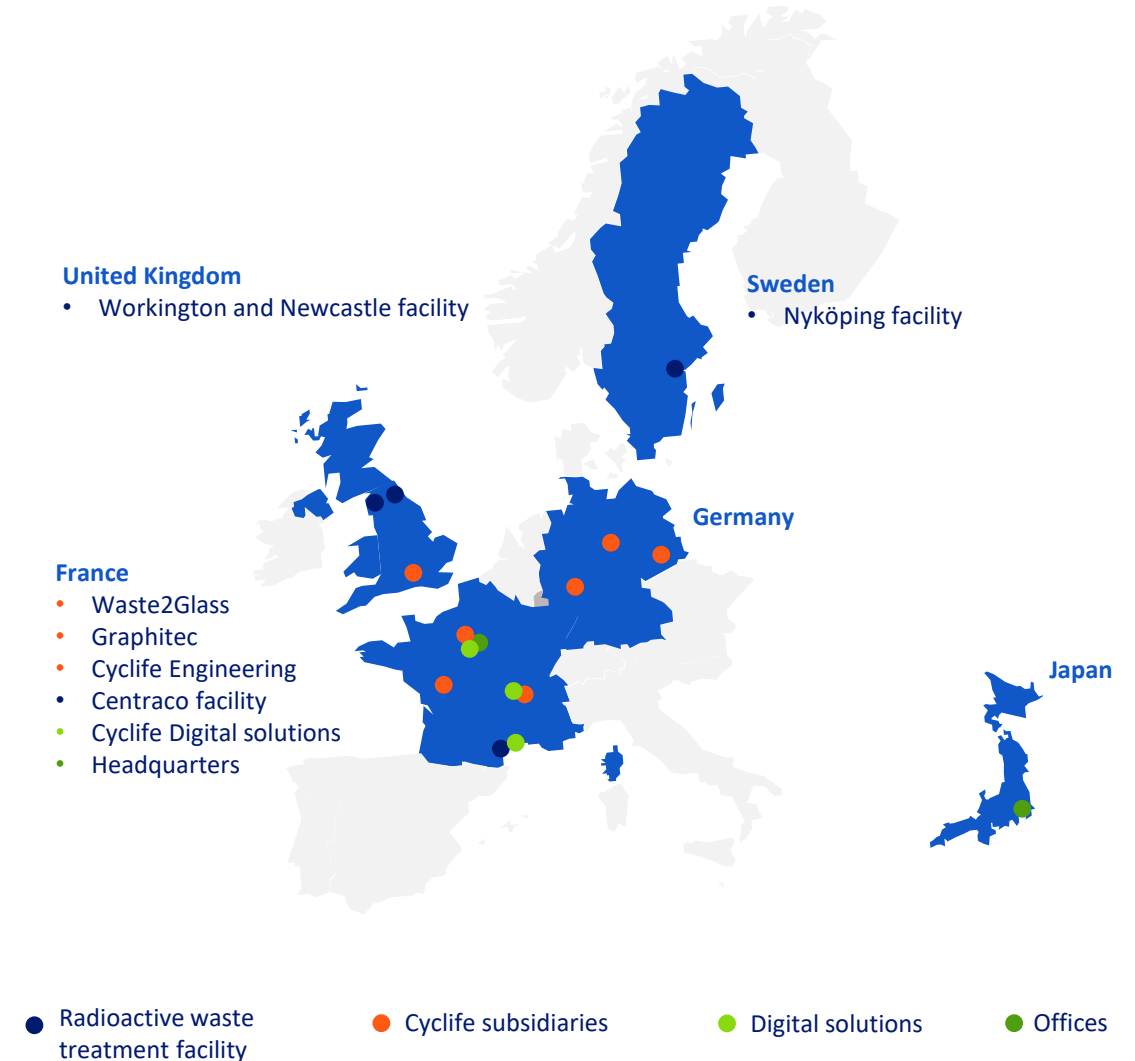 United Kingdom
• Workington and Newcastle facility
Sweden
• Nyköping facility
Germany
France
• Waste2Glass
• Graphitec
• Cyclife Engineering
• Centraco facility
• Cyclife Digital solutions
• Headquarters
Japan
Radioactive waste
treatment facility
Cyclife subsidiaries
Digital solutions
Offices